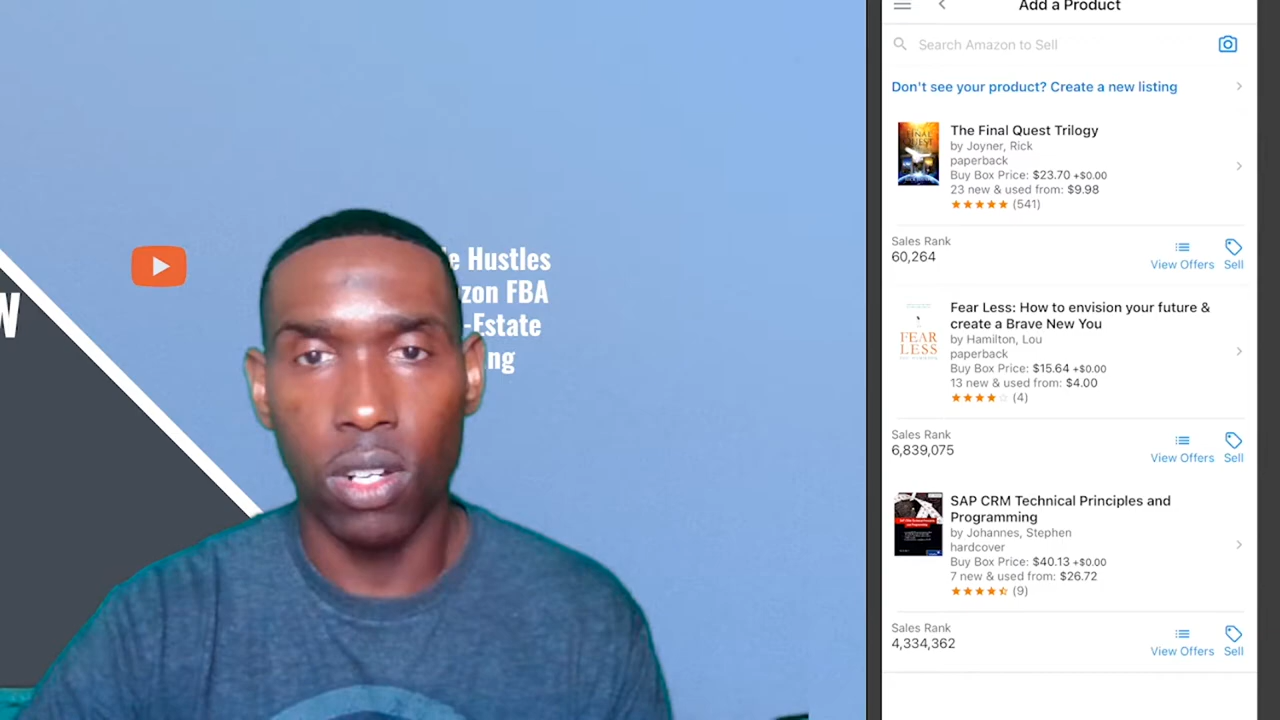 W
e Hustles
zon FBA
-Estate
ng
Add a Product
Search Amazon to Sell
Don't see your product? Create a new listing
FINAL
QUEST
The Final Quest Trilogy
by Joyner, Rick
paperback
Buy Box Price: $23.70 +$0.00
23 new & used from: $9.98
(541)
Sales Rank
60,264
View Offers
Sell
FEAR
LESS
Fear Less: How to envision your future &
create a Brave New You
by Hamilton, Lou
paperback
Buy Box Price: $15.64 +$0.00
13 new & used from: $4.00
(4)
Sales Rank
6,839,075
View Offers
Sell
SAP CRM Technical Principles and
Programming
by Johannes, Stephen
hardcover
Buy Box Price: $40.13 +$0.00
7 new & used from: $26.72
(9)
Sales Rank
4,334,362
View Offers
Sell